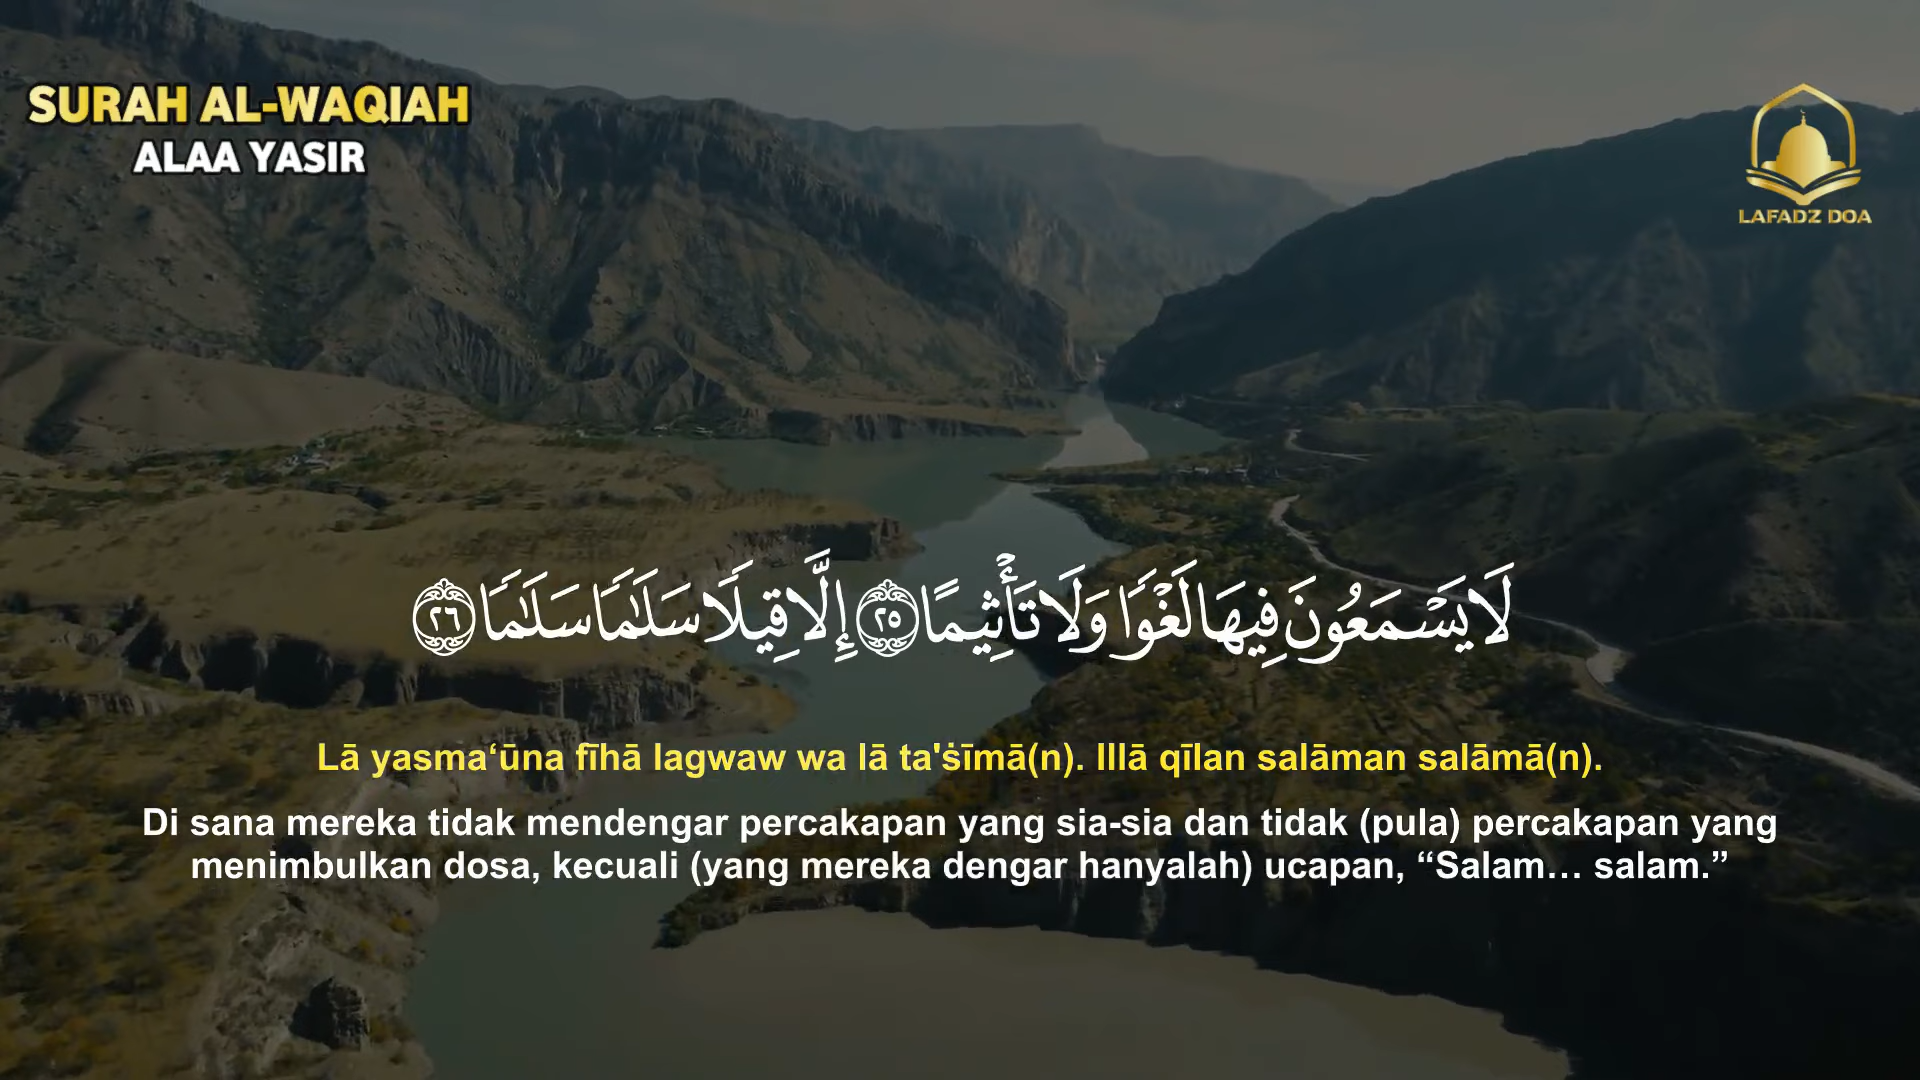 SURAH AL-WAQIAH
ALAA YASIR
LAFADZ DOA
لَا يَسْمَعُونَ فِيهَا لَغْوًا وَلَا تَأْثِيمًا ٢٥ إِلَّا قِيلًا سَلَٰمًا سَلَٰمًا ٢٦
Lā yasma‘ūna fīhā lagwaw wa lā ta'ṡīmā(n). Illā qīlan salāman salāmā(n).
Di sana mereka tidak mendengar percakapan yang sia-sia dan tidak (pula) percakapan yang
menimbulkan dosa, kecuali (yang mereka dengar hanyalah) ucapan, “Salam… salam.”